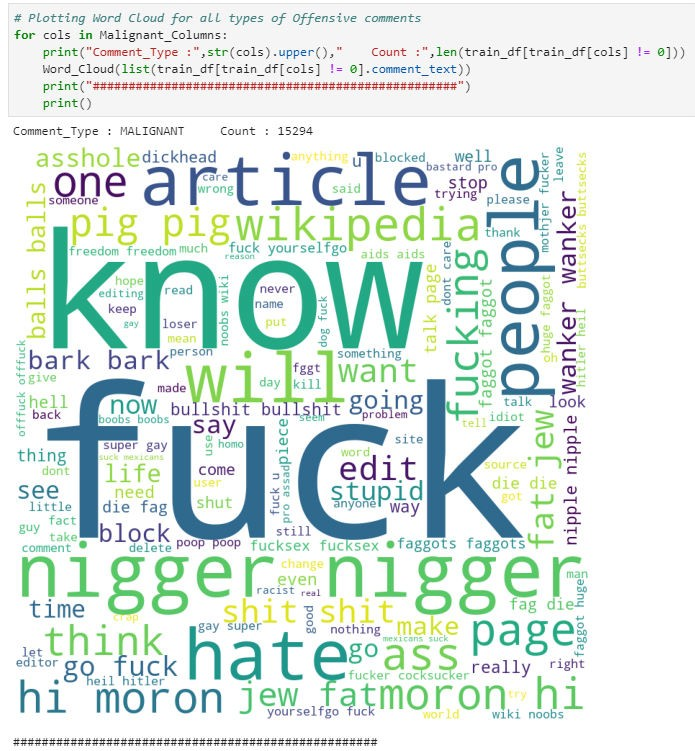 # Plotting Word Cloud for all types of Offensive comments
for cols in Malignant_Columns:
    print("Comment_Type :",str(cols).upper(),"    Count :",len(train_df[train_df[cols] != 0]))
    Word_Cloud(list(train_df[train_df[cols] != 0].comment_text))
    print("##################################################")
    print()
Comment_Type : MALIGNANT     Count : 15294
asshole
dickhead
anything
u
blocked
well
bastard pro
leave
buttsecks buttsecks
one
someone
article
care
wrong
said
stop
trying
please
people
mothjer fucker
wanker wanker
balls balls
pig pig
wikipedia
thank
freedom freedom
much
fuck yourselfgo
reason
aids aids
dont care
know
hope
editing
read
keep
gay
loser
mean
noobs wiki
never
name
put
dog fuck
talk page
fucking
faggot faggot
huge faggot
oh
hitler heil
offfuck offfuck
bark bark
person
give
will
something
fggt
day
kill
want
made
hell
back
now
boobs boobs
bullshit bullshit
going
problem
talk
look
tell
idiot
fuck
say
seem
super gay
suck mexicans
use
homo
piece
word
site
edit
source
thing
dont
life
need
come
user
fuck u
pro assad
stupid
anyone
way
die die
got
fat jew
nipple nipple
see
little
die fag
shut
guy
fact
take
block
still
comment
delete
poop poop
fucksex fucksex
faggots faggots
nigger nigger
change
even
man
racist
real
fag die
faggot huge
time
crap
shit shit
good
gay super
nothing
make
mexicans suck
page
think
let
editor
go fuck
heil hitler
hate
go
ass
fucker cocksucker
really
right
hi moron
jew fat
moron hi
try
yourselfgo fuck
world
wiki noobs
##################################################